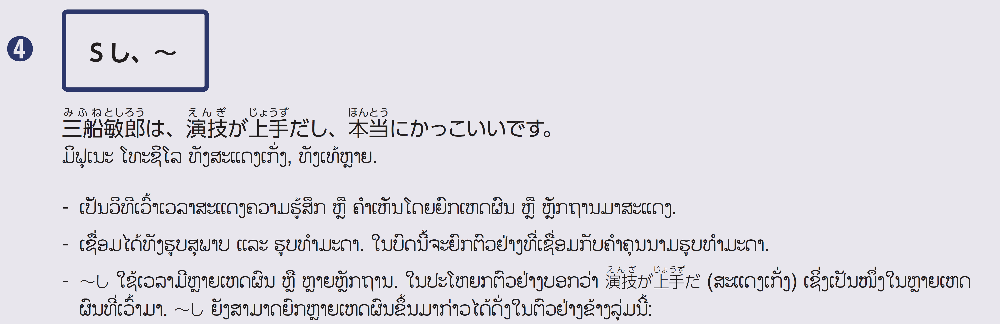 ❹
Sし、～
みふねとしろう えんぎ じょうず ほんとう
三船敏郎は、演技が上手だし、本当にかっこいいです。
ມິຟຸເນະ ໂທະຊິໂລ ທັງສະແດງເກັ່ງ, ທັງເທ້ຫຼາຍ.
- ເປັນວິທີເວົ້າເວລາສະແດງຄວາມຮູ້ສຶກ ຫຼື ຄຳເຫັນໂດຍຍົກເຫດຜົນ ຫຼື ຫຼັກຖານມາສະແດງ.
- ເຊື່ອມໄດ້ທັງຮູບສຸພາບ ແລະ ຮູບທຳມະດາ. ໃນບົດນີ້ຈະຍົກຕົວຢ່າງທີ່ເຊື່ອມກັບຄຳຄຸນນາມຮູບທຳມະດາ.
えんぎ じょうず
- ～し ໃຊ້ເວລາມີຫຼາຍເຫດຜົນ ຫຼື ຫຼາຍຫຼັກຖານ. ໃນປະໂຫຍກຕົວຢ່າງບອກວ່າ 演技が上手だ (ສະແດງເກັ່ງ) ເຊິ່ງເປັນໜຶ່ງໃນຫຼາຍເຫດ
ຜົນທີ່ເວົ້າມາ. ～し ຍັງສາມາດຍົກຫຼາຍເຫດຜົນຂຶ້ນມາກ່າວໄດ້ດັ່ງໃນຕົວຢ່າງຂ້າງລຸ່ມນີ້: